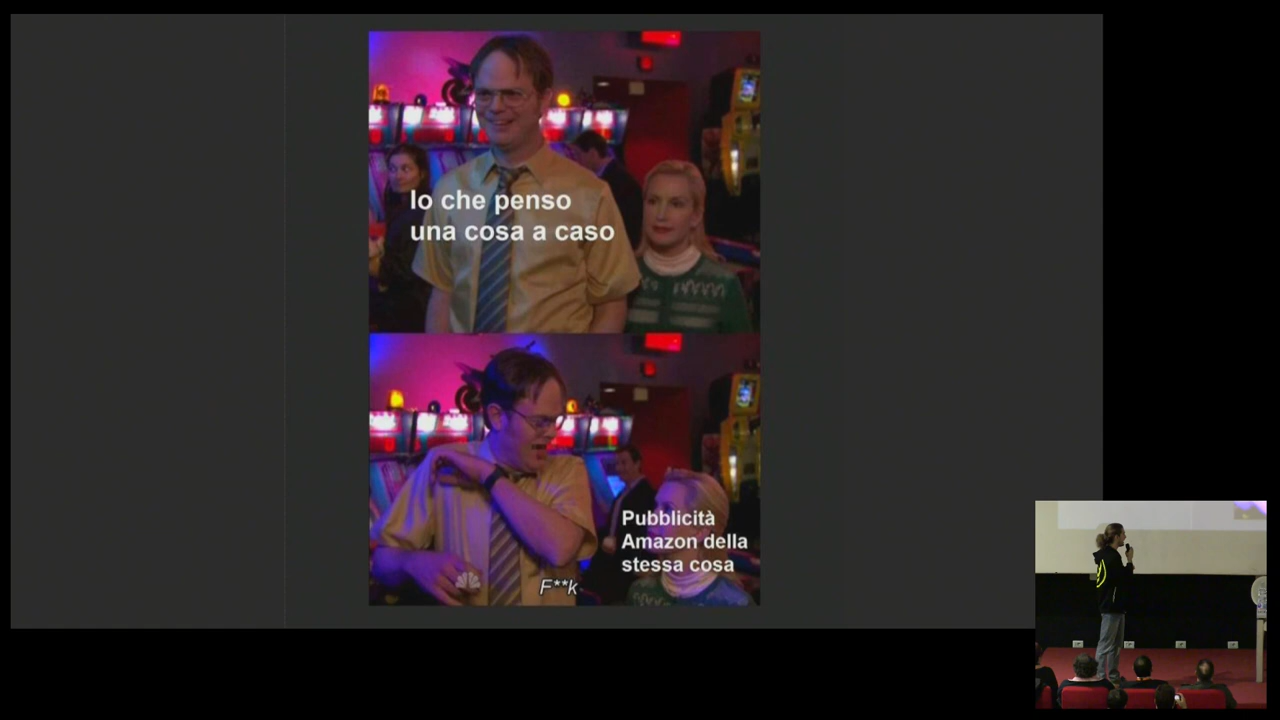 Io che penso
una cosa a caso
Pubblicità
Amazon della
stessa cosa
F**k